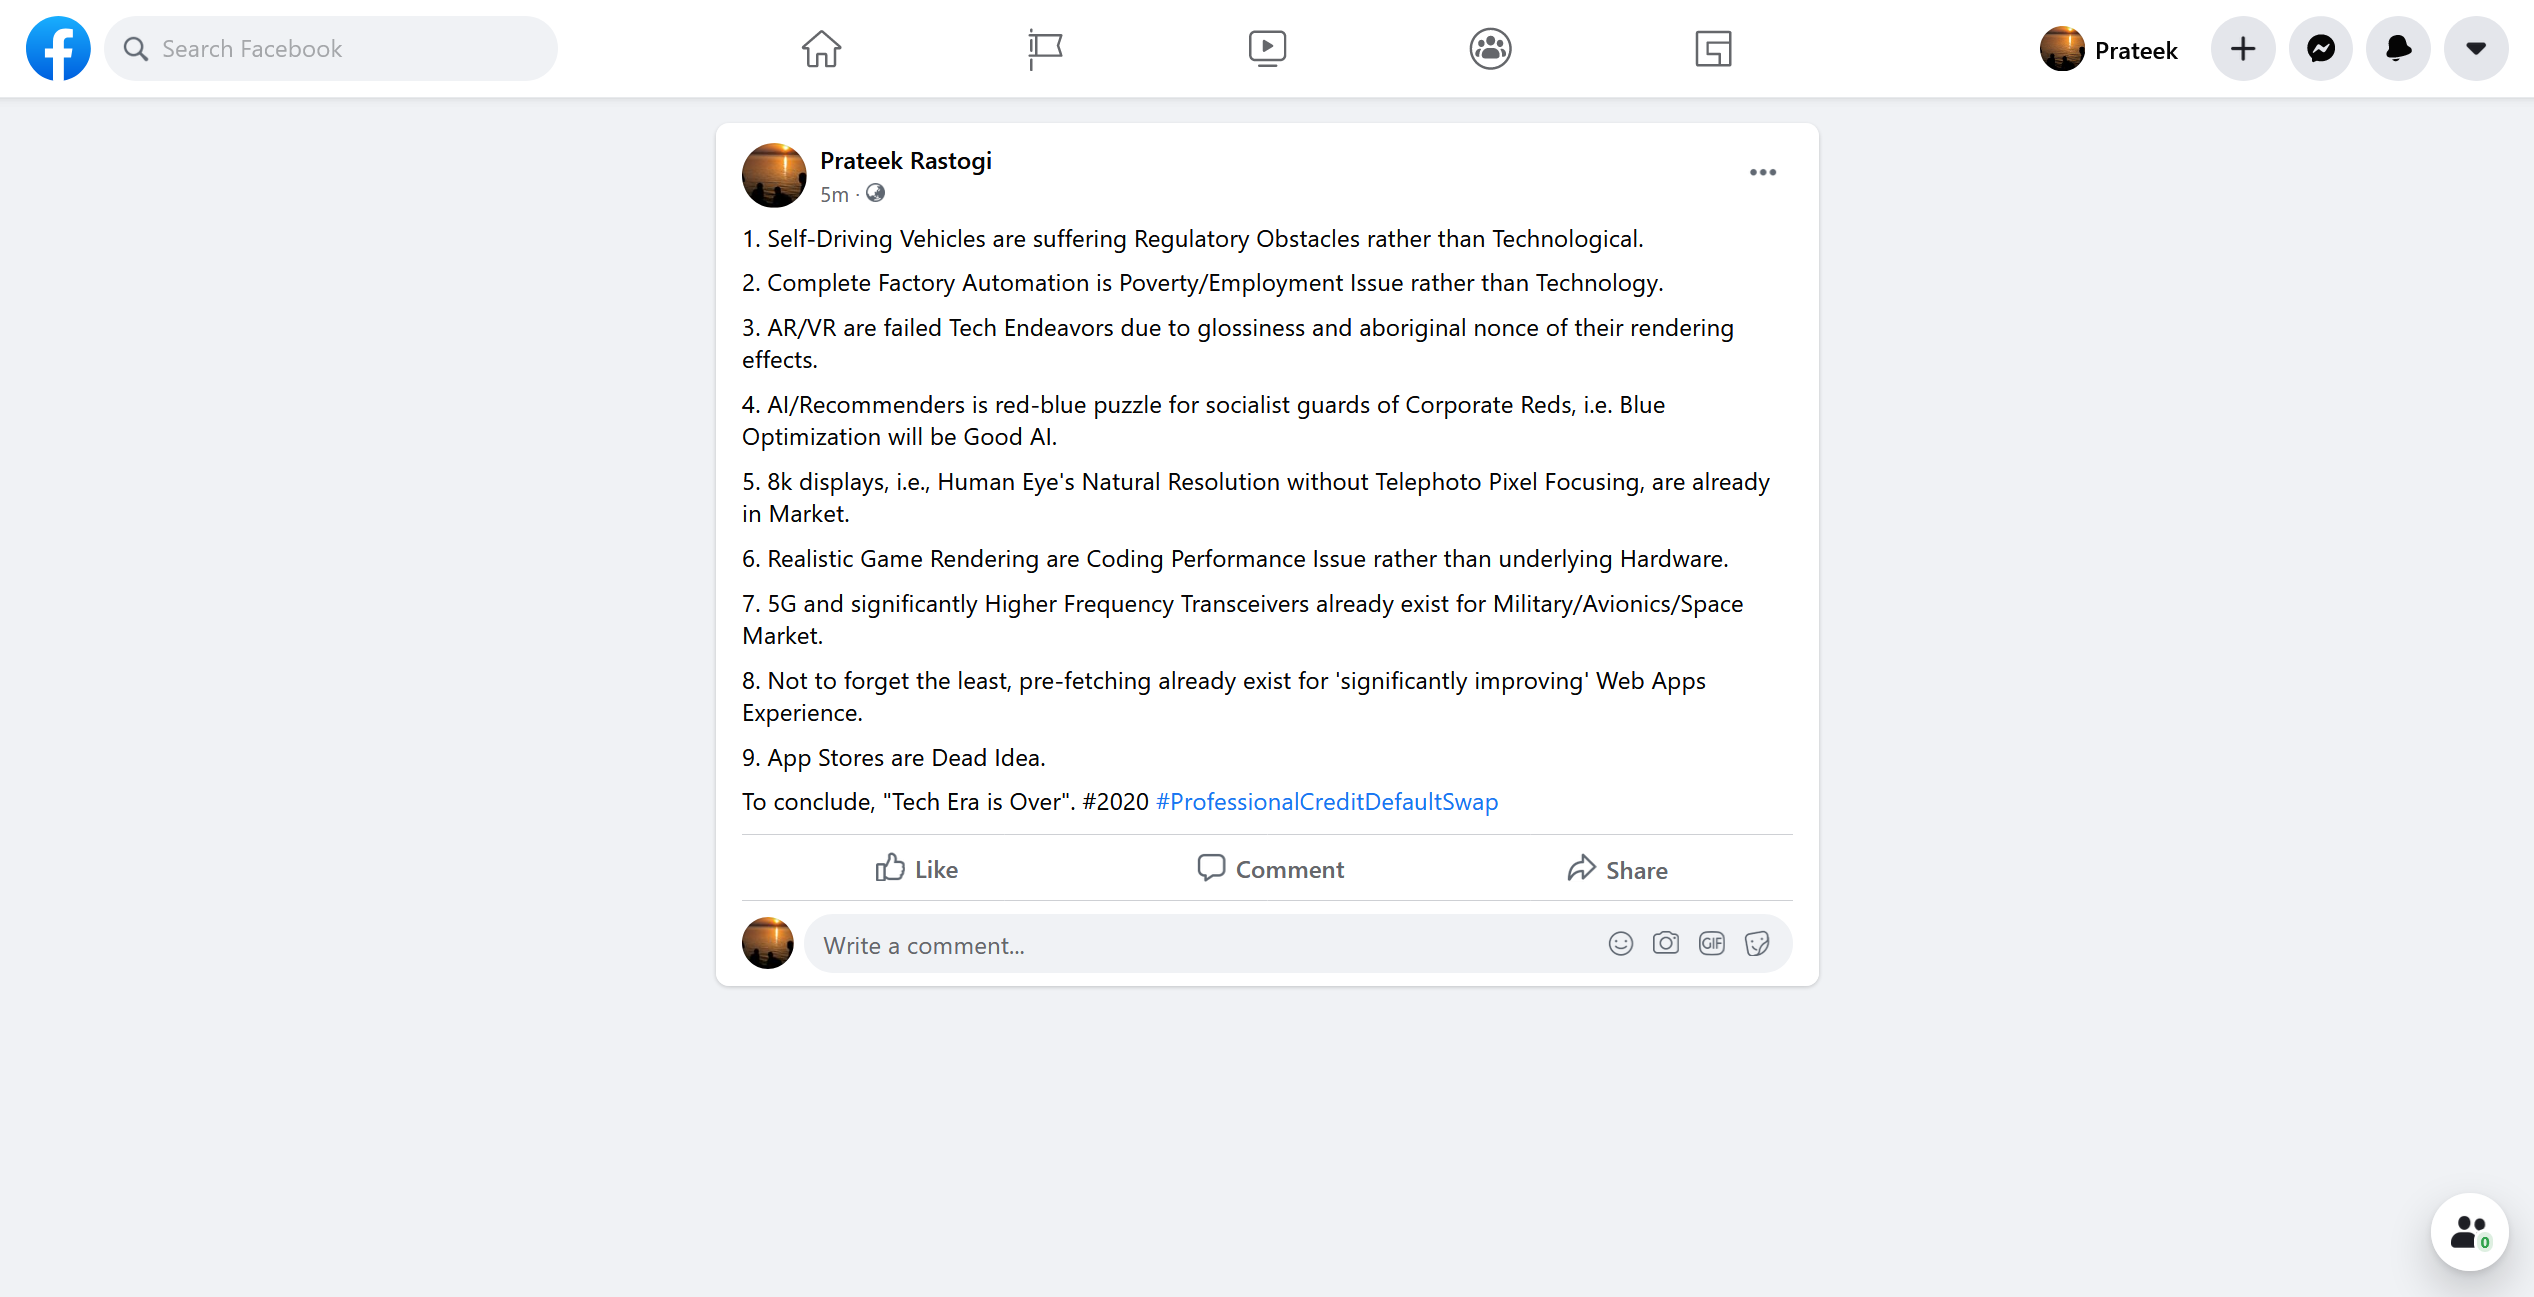 Search Facebook
Prateek
Prateek Rastogi
5m ·
1. Self-Driving Vehicles are suffering Regulatory Obstacles rather than Technological.
2. Complete Factory Automation is Poverty/Employment Issue rather than Technology.
3. AR/VR are failed Tech Endeavors due to glossiness and aboriginal nonce of their rendering
effects.
4. AI/Recommenders is red-blue puzzle for socialist guards of Corporate Reds, i.e. Blue
Optimization will be Good AI.
5. 8k displays, i.e., Human Eye's Natural Resolution without Telephoto Pixel Focusing, are already
in Market.
6. Realistic Game Rendering are Coding Performance Issue rather than underlying Hardware.
7. 5G and significantly Higher Frequency Transceivers already exist for Military/Avionics/Space
Market.
8. Not to forget the least, pre-fetching already exist for 'significantly improving' Web Apps
Experience.
9. App Stores are Dead Idea.
To conclude, "Tech Era is Over". #2020 #ProfessionalCreditDefaultSwap
Like Comment Share
Write a comment... GIF
0